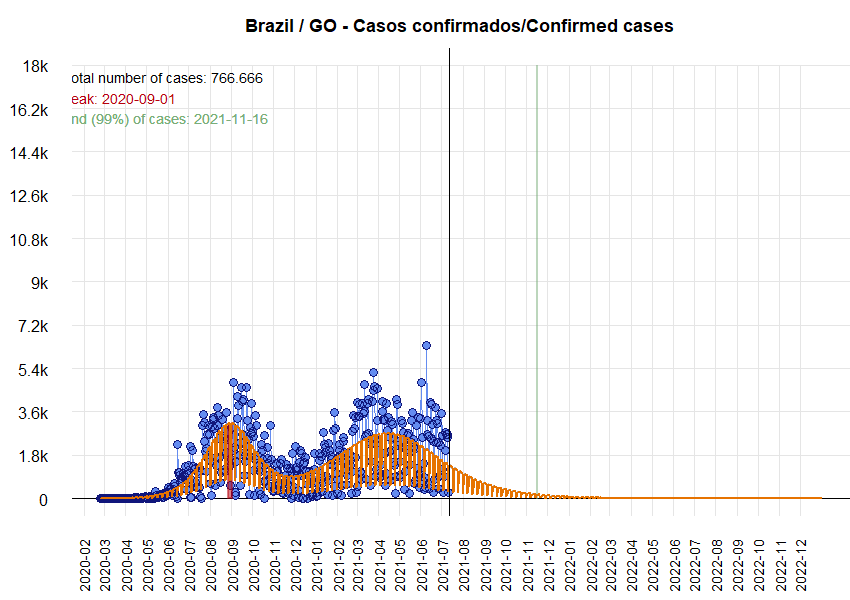 Brazil / GO - Casos confirmados/Confirmed cases
18k
16.2k
14.4k
12.6k
10.8k
9k
7.2k
5.4k
3.6k
1.8k
0
otal number of cases: 766.666
eak: 2020-09-01
nd (99%) of cases: 2021-11-16
2020-02
2020-03
2020-04
2020-05
2020-06
2020-07
2020-08
2020-09
2020-10
2020-11
2020-12
2021-01
2021-02
2021-03
2021-04
2021-05
2021-06
2021-07
2021-08
2021-09
2021-10
2021-11
2021-12
2022-01
2022-02
2022-03
2022-04
2022-05
2022-06
2022-07
2022-08
2022-09
2022-10
2022-11
2022-12